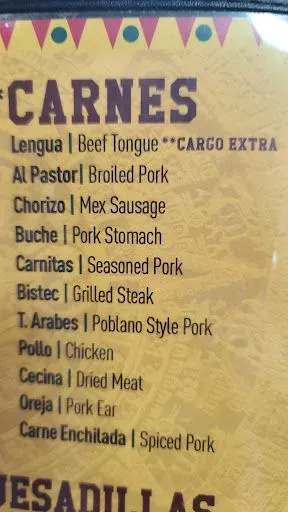 *CARNES
Lengua | Beef Tongue **CARGO EXTRA
Al Pastor | Broiled Pork
Chorizo | Mex Sausage
Buche | Pork Stomach
Carnitas | Seasoned Pork
Bistec | Grilled Steak
T. Arabes | Poblano Style Pork
Pollo | Chicken
Cecina | Dried Meat
Oreja | Pork Ear
Carne Enchilada | Spiced Pork